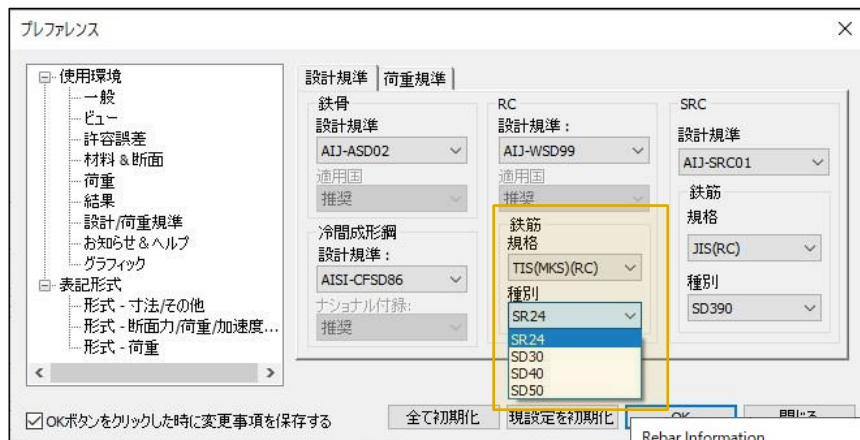 プレファレンス
使用環境
一般
ビュー
許容誤差
材料 & 断面
荷重
結果
設計/荷重規準
お知らせ & ヘルプ
グラフィック
表記形式
形式 - 寸法/その他
形式 - 断面力/荷重/加速度...
形式 - 荷重
設計規準 荷重規準
鉄骨
設計規準
AIJ-ASD02
適用国
推奨
冷間成形鋼
設計規準 :
AISI-CFSD86
ナショナル付録:
推奨
RC
設計規準 :
AIJ-WSD99
適用国
推奨
鉄筋
規格
TIS(MKS)(RC)
種別
SR24
SR24
SD30
SD40
SD50
SRC
設計規準
AIJ-SRC01
鉄筋
規格
JIS(RC)
種別
SD390
OKボタンをクリックした時に変更事項を保存する
全て初期化
現設定を初期化
OK
閉じる
Rebar Information